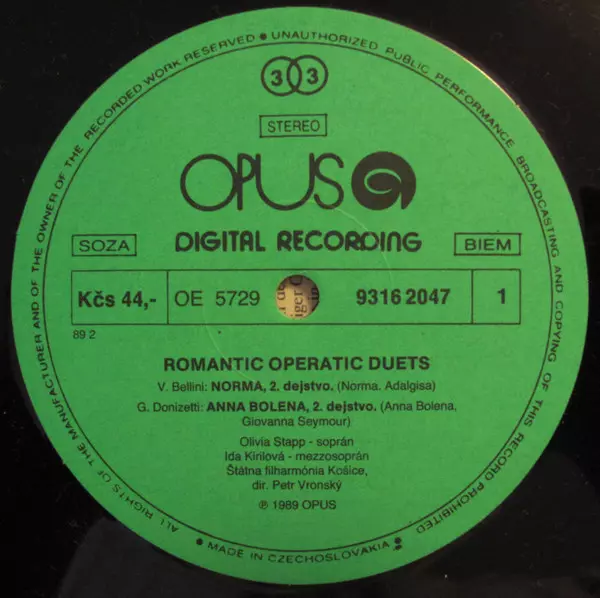 ALL RIGHTS OF THE MANUFACTURER AND OF THE OWNER OF THE RECORDED WORK RESERVED ● UNAUTHORIZED PUBLIC PERFORMANCE BROADCASTING AND COPYING OF THIS RECORD PROHIBITED
33
STEREO
OPUS
SOZA
DIGITAL RECORDING
BIEM
Kčs 44,- OE 5729 9316 2047 1
89 2
ROMANTIC OPERATIC DUETS
V. Bellini: NORMA, 2. dejstvo. (Norma. Adalgisa)
G. Donizetti: ANNA BOLENA, 2. dejstvo. (Anna Bolena,
Giovanna Seymour)
Olivia Stapp - soprán
Ida Kirilová - mezzosoprán
Štátna filharmónia Košice,
dir. Petr Vronský
℗ 1989 OPUS
● MADE IN CZECHOSLOVAKIA ●